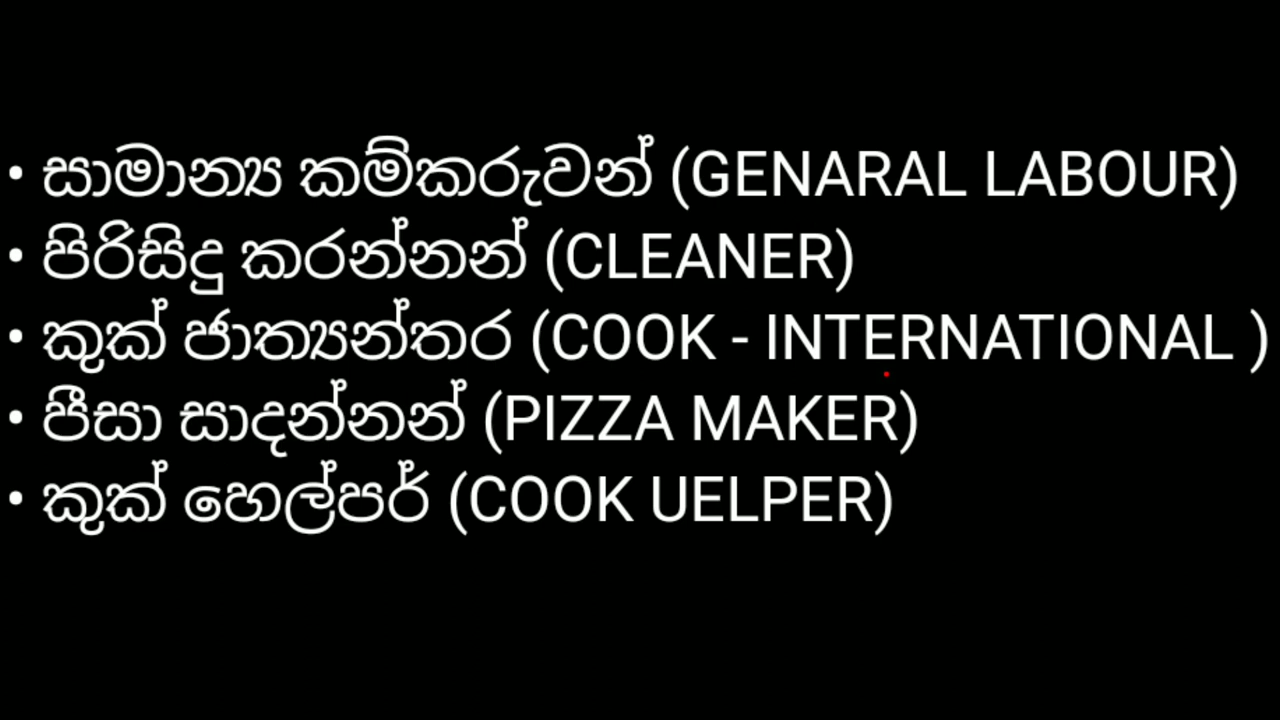 • සාමාන්‍ය කම්කරුවන් (GENARAL LABOUR)
• පිරිසිදු කරන්නන් (CLEANER)
• කුක් ජාත්‍යන්තර (COOK - INTERNATIONAL )
• පීසා සාදන්නන් (PIZZA MAKER)
• කුක් හෙල්පර් (COOK UELPER)